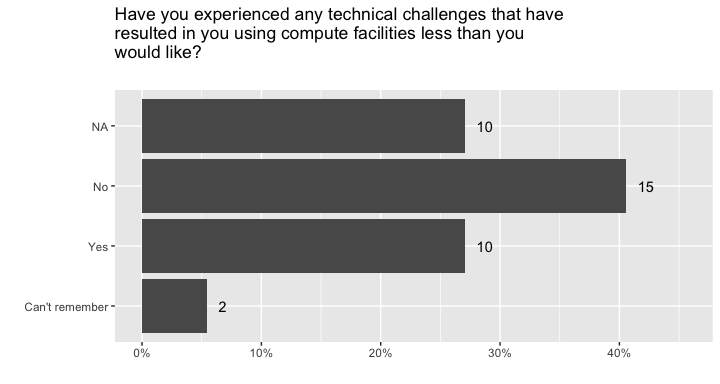 Have you experienced any technical challenges that have
resulted in you using compute facilities less than you
would like?
NA 10
No 15
Yes 10
Can't remember 2
0% 10% 20% 30% 40%